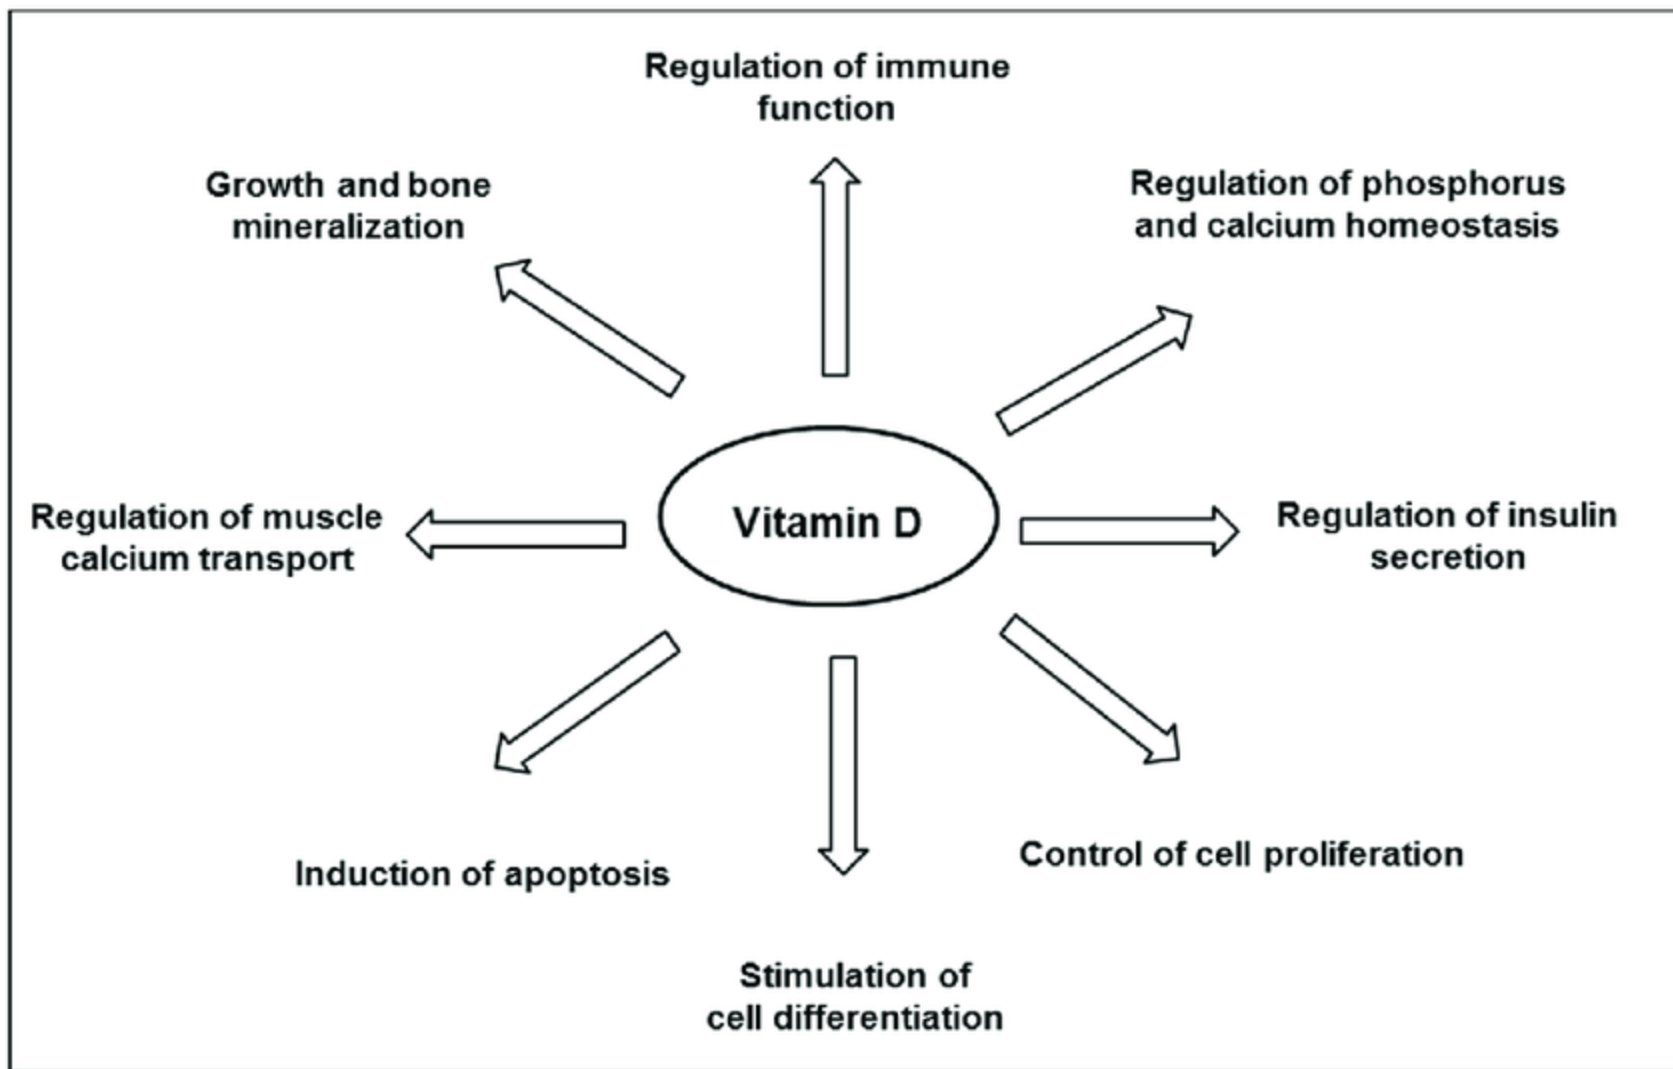 Regulation of immune
function
Growth and bone
mineralization
Regulation of phosphorus
and calcium homeostasis
Regulation of muscle
calcium transport
Vitamin D
Regulation of insulin
secretion
Induction of apoptosis
Control of cell proliferation
Stimulation of
cell differentiation